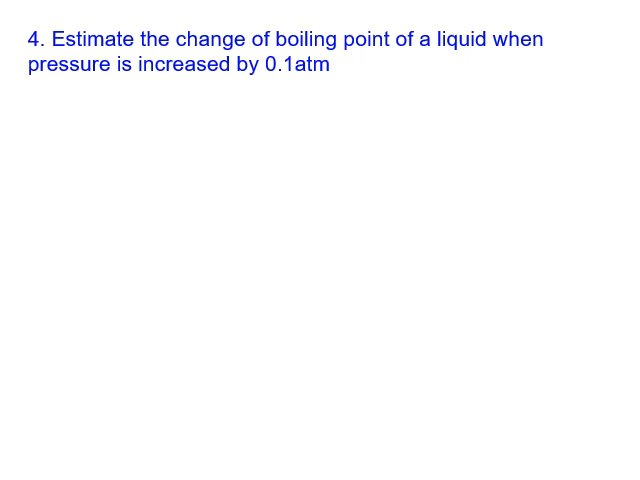 4. Estimate the change of boiling point of a liquid when
pressure is increased by 0.1atm